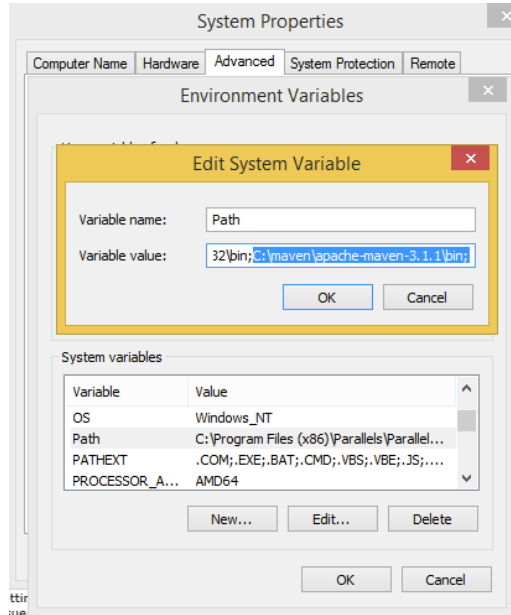 System Properties
Computer Name Hardware Advanced System Protection Remote
Environment Variables
Edit System Variable
Variable name: Path
Variable value: 32\bin;C:\maven\apache-maven-3.1.1\bin;
OK Cancel
System variables
Variable Value
OS Windows_NT
Path C:\Program Files (x86)\Parallels\Parallel...
PATHEXT .COM;.EXE;.BAT;.CMD;.VBS;.VBE;.JS;....
PROCESSOR_A... AMD64
New... Edit... Delete
OK Cancel